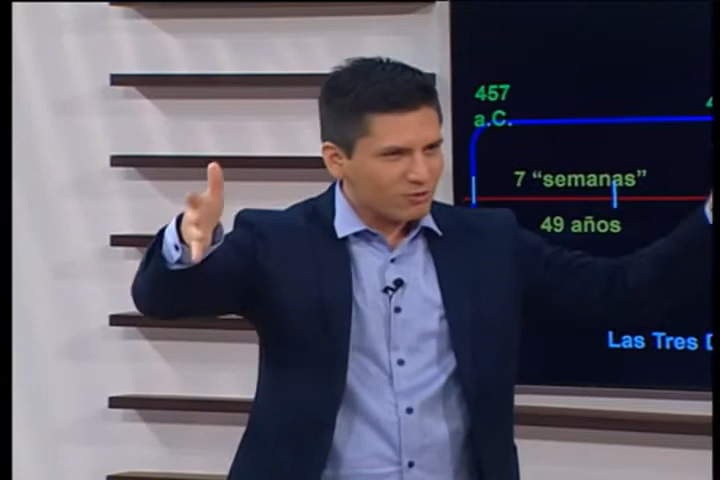 457
a.C.
7 “semanas”
49 años
Las Tres